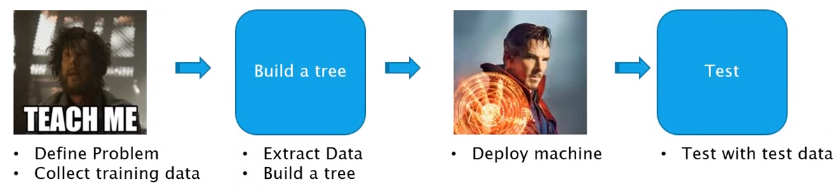 TEACH ME
Build a tree
Test
• Define Problem
• Collect training data
• Extract Data
• Build a tree
• Deploy machine
• Test with test data